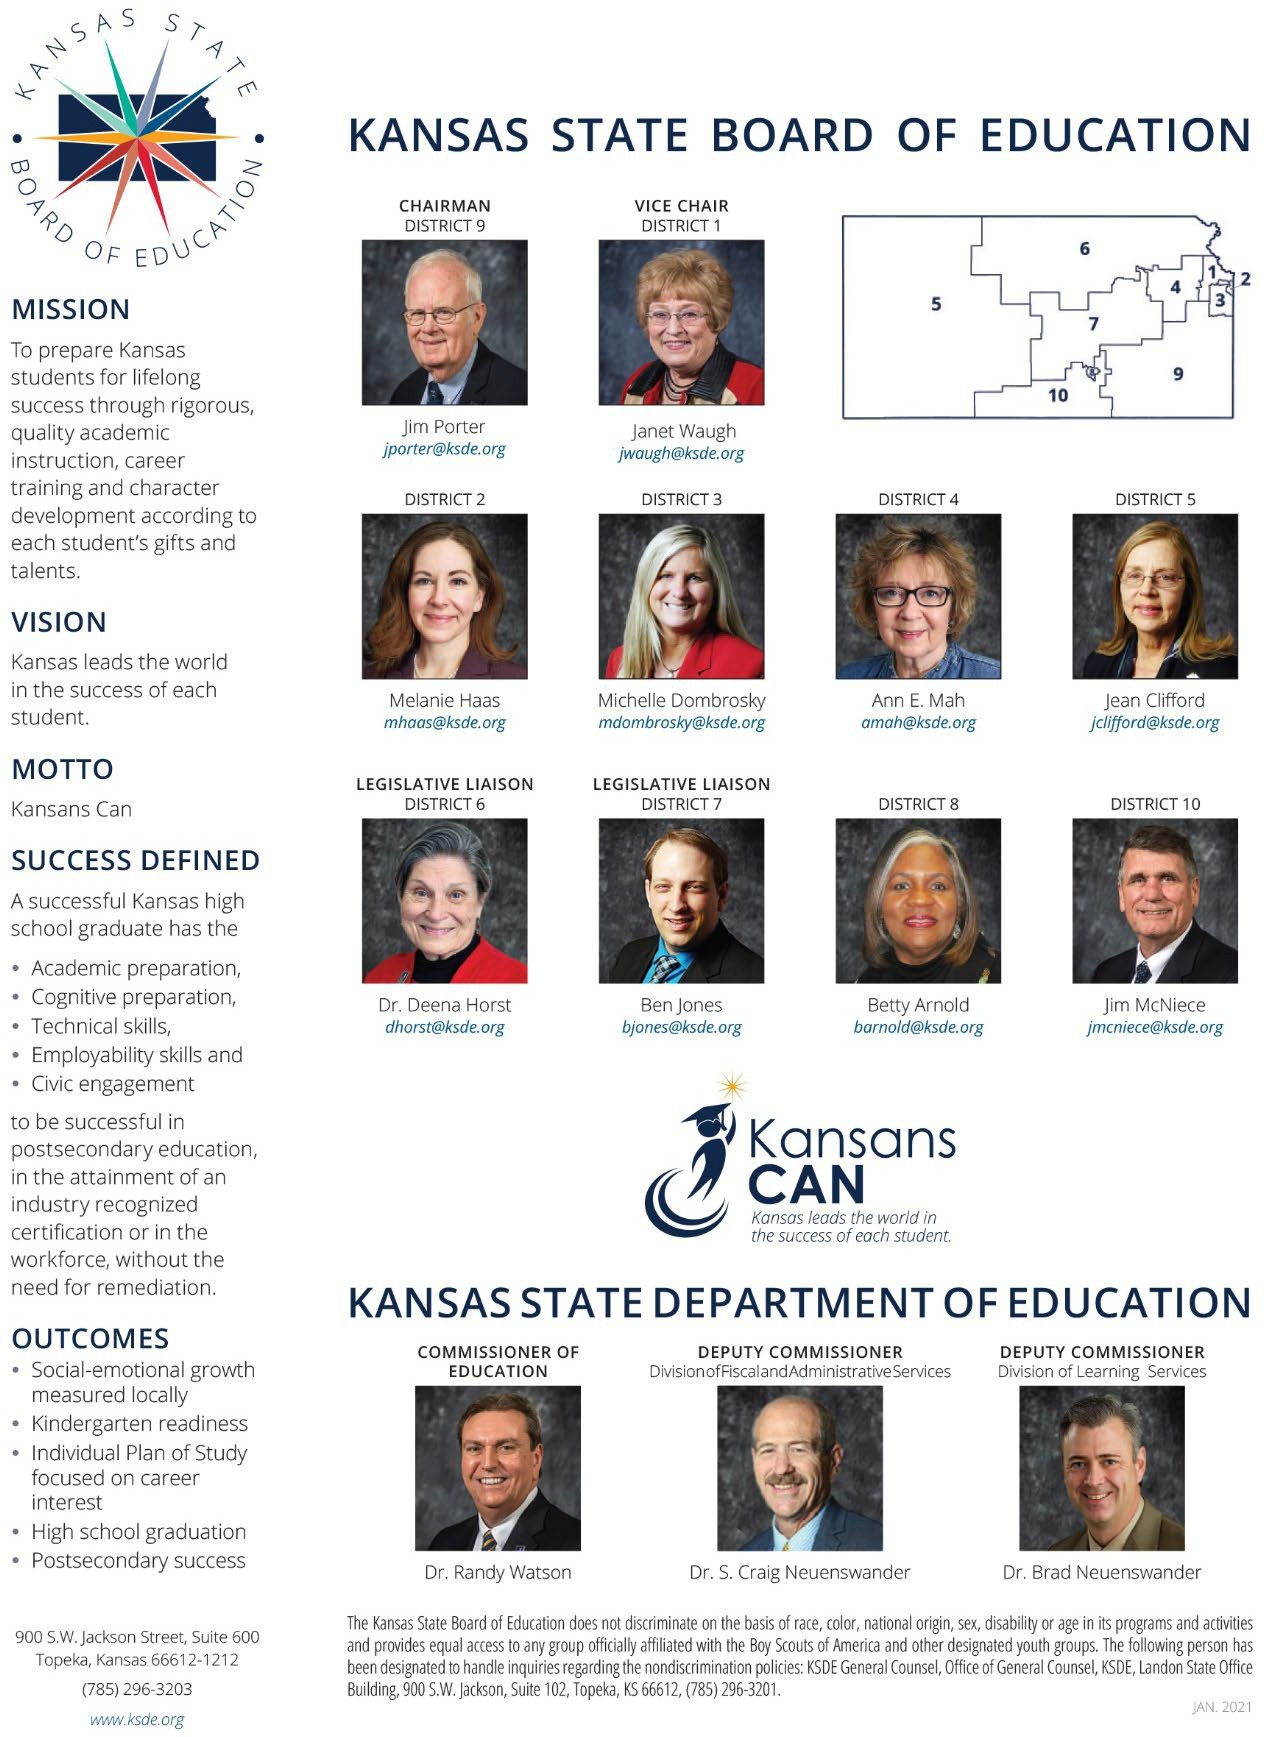 KANSAS STATE
BOARD OF EDUCATION
MISSION
To prepare Kansas
students for lifelong
success through rigorous,
quality academic
instruction, career
training and character
development according to
each student's gifts and
talents.
VISION
Kansas leads the world
in the success of each
student.
MOTTO
Kansans Can
SUCCESS DEFINED
A successful Kansas high
school graduate has the
• Academic preparation,
• Cognitive preparation,
• Technical skills,
• Employability skills and
• Civic engagement
to be successful in
postsecondary education,
in the attainment of an
industry recognized
certification or in the
workforce, without the
need for remediation.
OUTCOMES
• Social-emotional growth
measured locally
• Kindergarten readiness
• Individual Plan of Study
focused on career
interest
• High school graduation
• Postsecondary success
900 S.W. Jackson Street, Suite 600
Topeka, Kansas 66612-1212
(785) 296-3203
www.ksde.org
KANSAS STATE BOARD OF EDUCATION
CHAIRMAN
DISTRICT 9
Jim Porter
jporter@ksde.org
VICE CHAIR
DISTRICT 1
Janet Waugh
jwaugh@ksde.org
6
1
2
4
3
5
7
9
10
DISTRICT 2
Melanie Haas
mhaas@ksde.org
DISTRICT 3
Michelle Dombrosky
mdombrosky@ksde.org
DISTRICT 4
Ann E. Mah
amah@ksde.org
DISTRICT 5
Jean Clifford
jclifford@ksde.org
LEGISLATIVE LIAISON
DISTRICT 6
Dr. Deena Horst
dhorst@ksde.org
LEGISLATIVE LIAISON
DISTRICT 7
Ben Jones
bjones@ksde.org
DISTRICT 8
Betty Arnold
barnold@ksde.org
DISTRICT 10
Jim McNiece
jmcniece@ksde.org
Kansans
CAN
Kansas leads the world in
the success of each student.
KANSAS STATE DEPARTMENT OF EDUCATION
COMMISSIONER OF
EDUCATION
Dr. Randy Watson
DEPUTY COMMISSIONER
Division of Fiscal and Administrative Services
Dr. S. Craig Neuenswander
DEPUTY COMMISSIONER
Division of Learning Services
Dr. Brad Neuenswander
The Kansas State Board of Education does not discriminate on the basis of race, color, national origin, sex, disability or age in its programs and activities
and provides equal access to any group officially affiliated with the Boy Scouts of America and other designated youth groups. The following person has
been designated to handle inquiries regarding the nondiscrimination policies: KSDE General Counsel, Office of General Counsel, KSDE, Landon State Office
Building, 900 S.W. Jackson, Suite 102, Topeka, KS 66612, (785) 296-3201.
JAN. 2021